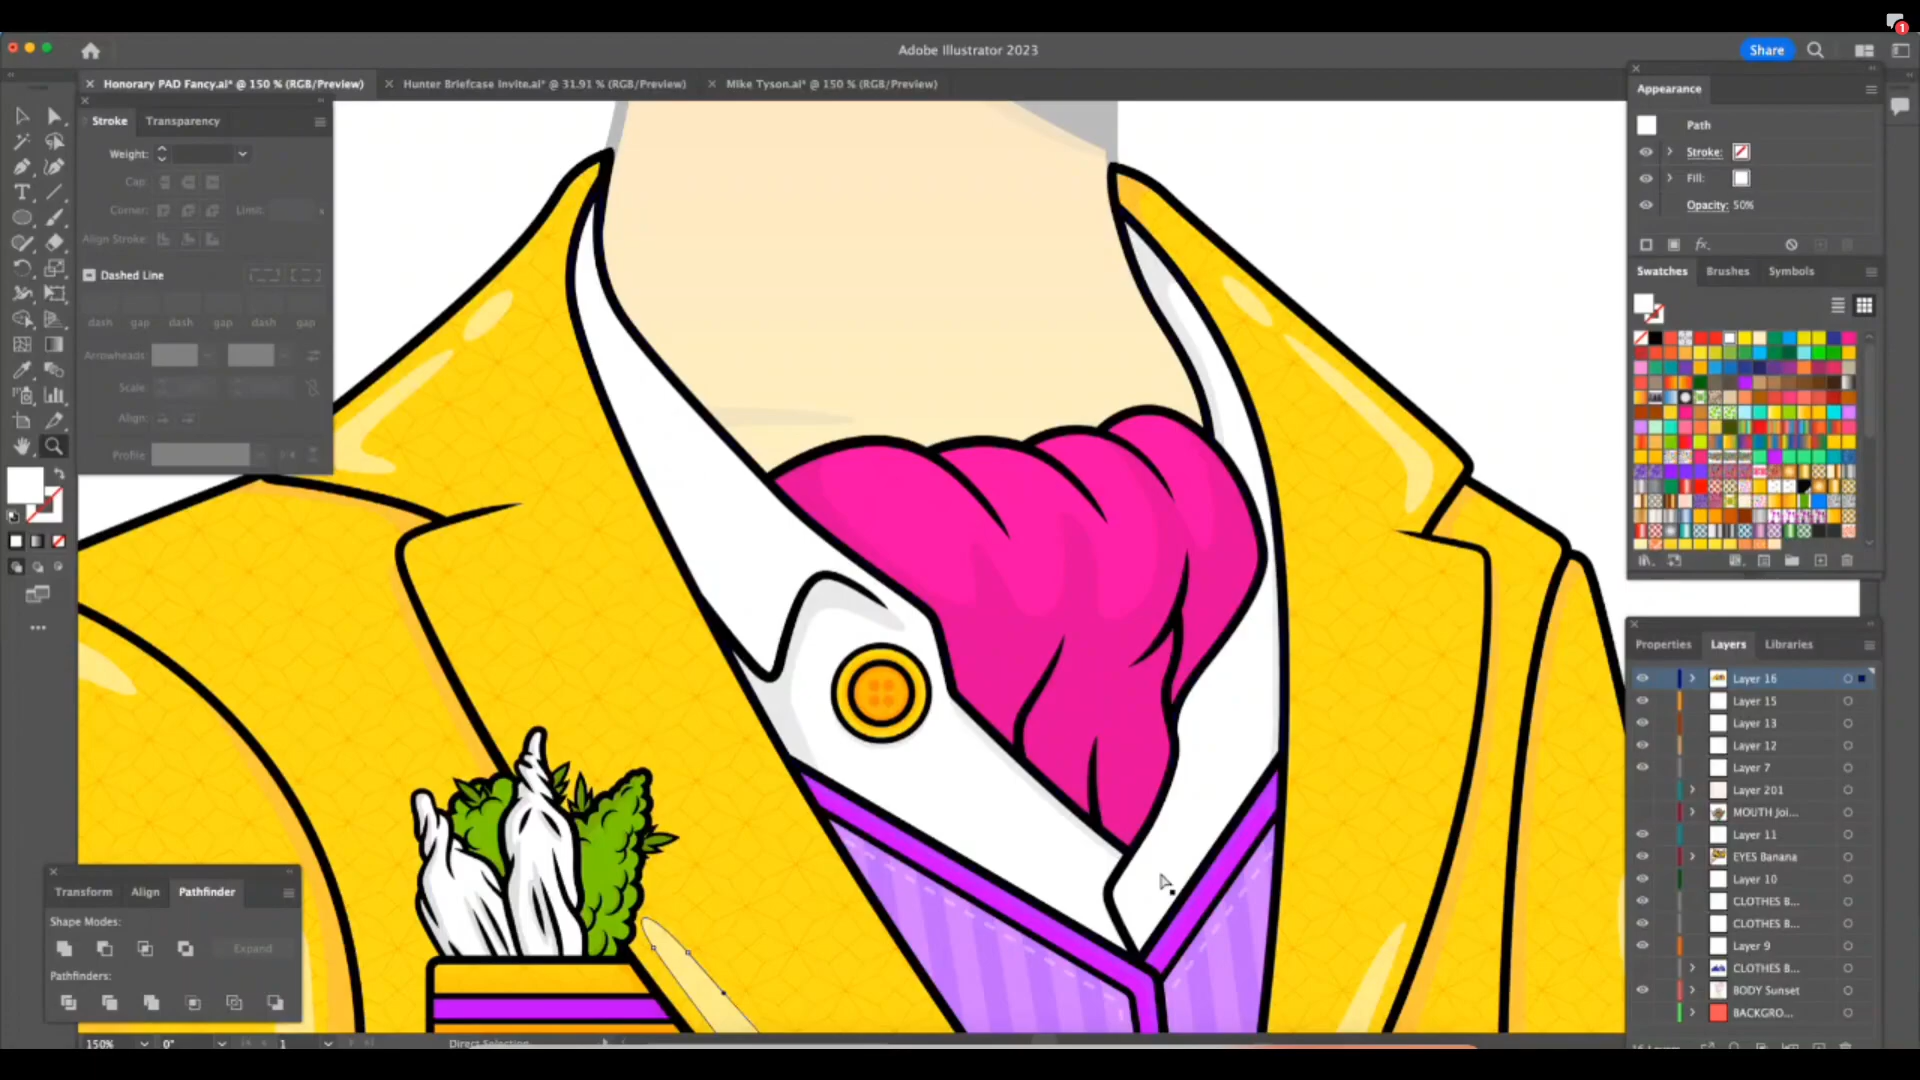 1
Adobe Illustrator 2023
Share
Honorary PAD Fancy.ai* @ 150 % (RGB/Preview)
Hunter Briefcase Invite.ai* @ 31.91 % (RGB/Preview)
Mike Tyson.ai* @ 150 % (RGB/Preview)
Stroke
Transparency
Weight:
Cap:
Corner:
Limit:
x
Align Stroke:
Dashed Line
dash gap dash gap dash gap
Arrowheads:
Scale:
Align:
Profile:
Transform
Align
Pathfinder
Shape Modes:
Expand
Pathfinders:
150%
0°
1
Direct Selection
Appearance
Path
Stroke:
Fill:
Opacity: 50%
fx.
Swatches
Brushes
Symbols
Properties
Layers
Libraries
Layer 16
Layer 15
Layer 13
Layer 12
Layer 7
Layer 201
MOUTH Joi...
Layer 11
EYES Banana
Layer 10
CLOTHES B...
CLOTHES B...
Layer 9
CLOTHES B...
BODY Sunset
BACKGRO...